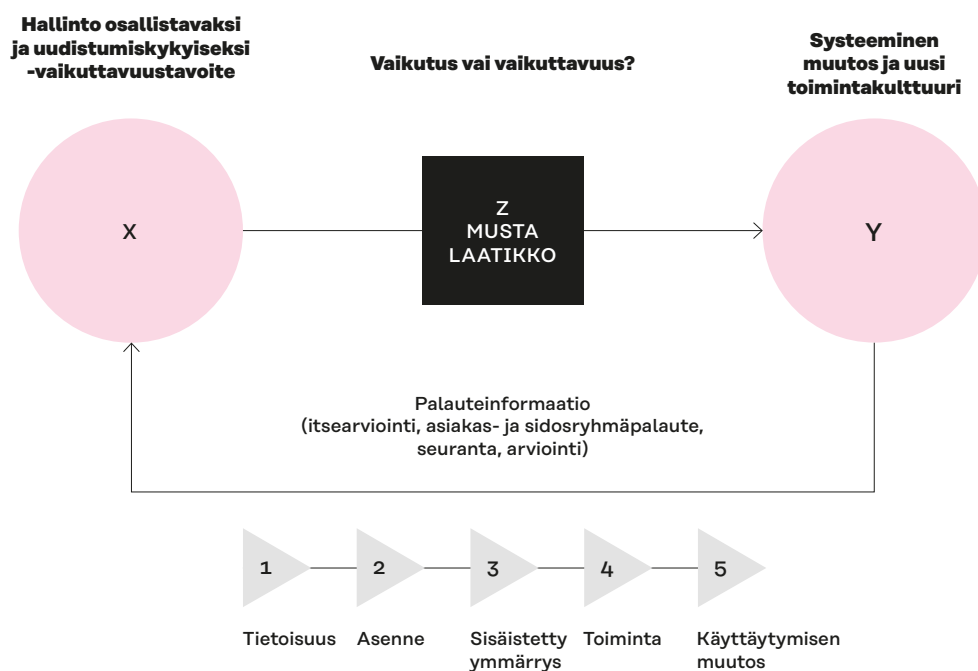 Hallinto osallistavaksi
ja uudistumiskykyiseksi
-vaikuttavuustavoite
Vaikutus vai vaikuttavuus?
Systeeminen
muutos ja uusi
toimintakulttuuri
X
Z
MUSTA
LAATIKKO
Y
Palauteinformaatio
(itsearviointi, asiakas- ja sidosryhmäpalaute,
seuranta, arviointi)
1
2
3
4
5
Tietoisuus
Asenne
Sisäistetty
ymmärrys
Toiminta
Käyttäytymisen
muutos